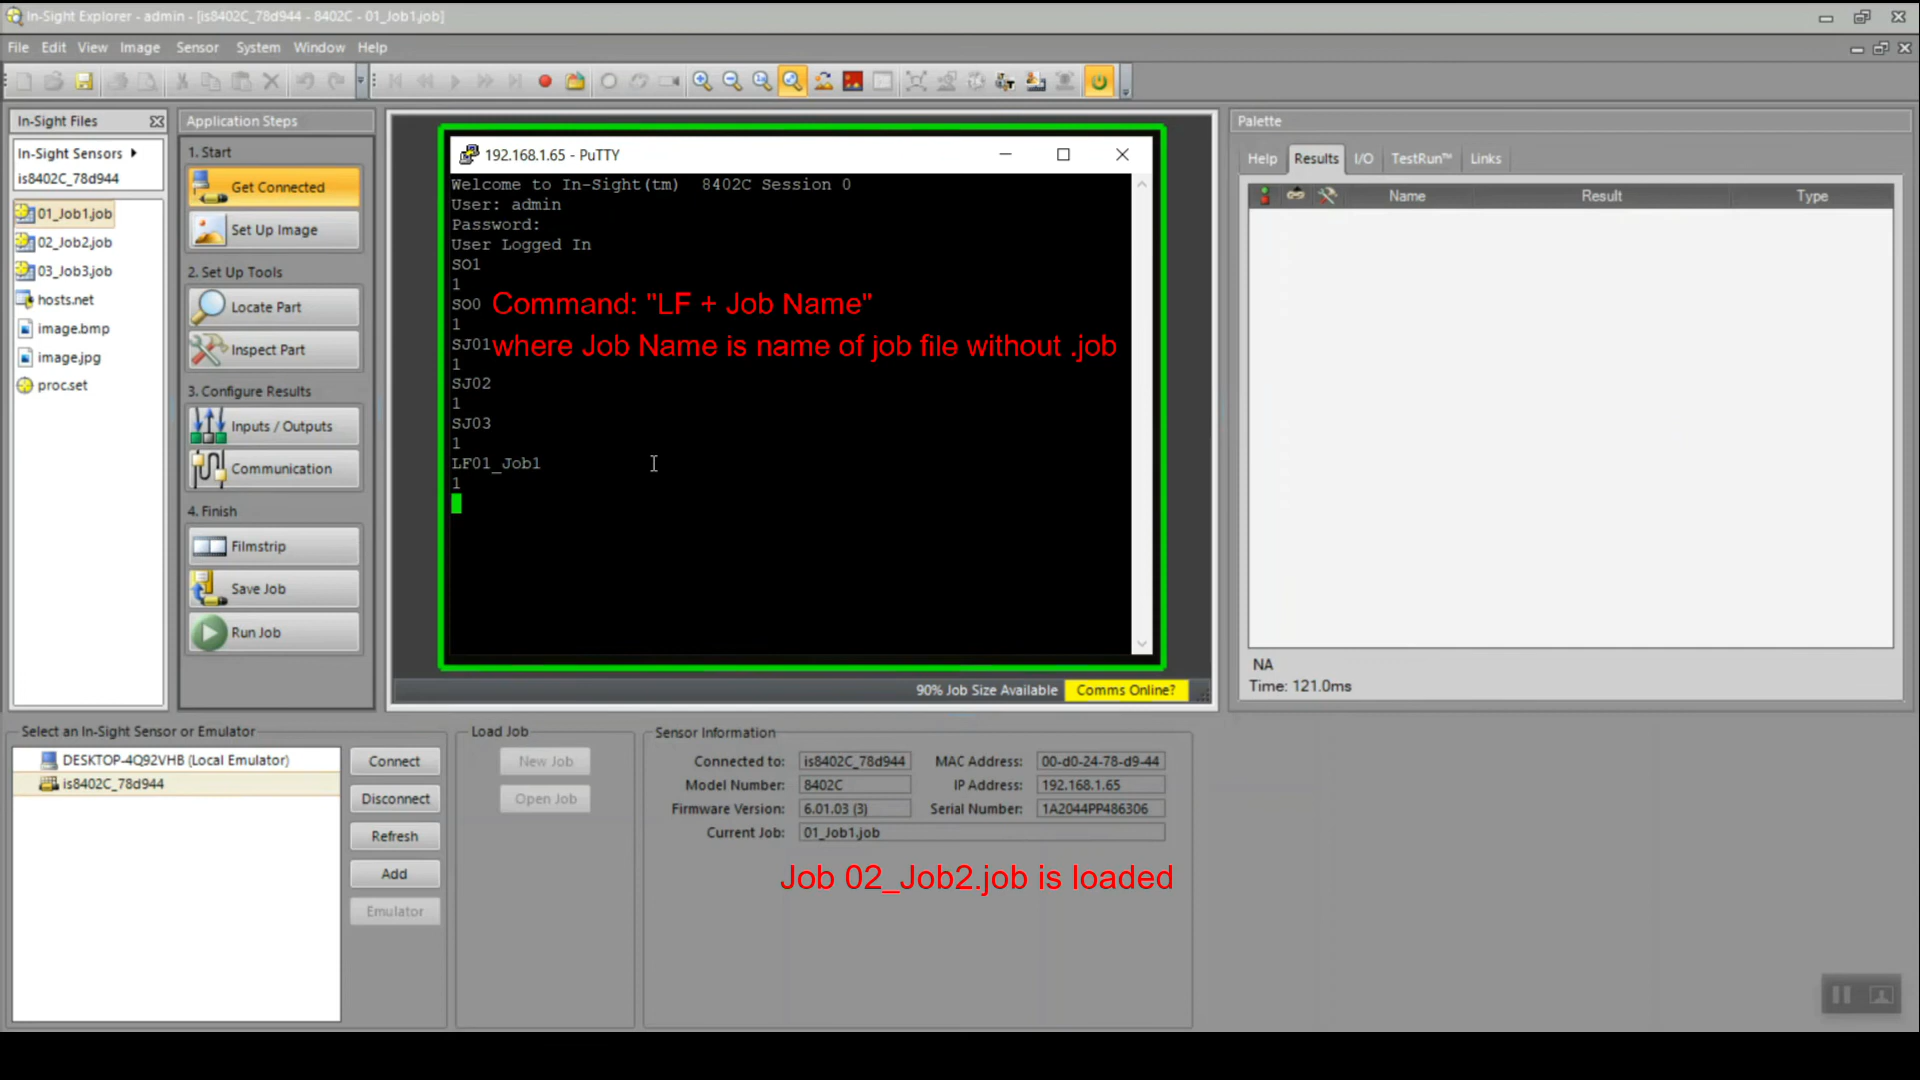 In-Sight Explorer - admin - [is8402C_78d944 - 8402C - 01_Job1.job]
File Edit View Image Sensor System Window Help
In-Sight Files
In-Sight Sensors
is8402C_78d944
01_Job1.job
02_Job2.job
03_Job3.job
hosts.net
image.bmp
image.jpg
proc.set
Application Steps
1. Start
Get Connected
Set Up Image
2. Set Up Tools
Locate Part
Inspect Part
3. Configure Results
Inputs / Outputs
Communication
4. Finish
Filmstrip
Save Job
Run Job
192.168.1.65 - PuTTY
Welcome to In-Sight(tm)  8402C Session 0
User: admin
Password:
User Logged In
SO1
1
SO0
Command: "LF + Job Name"
1
SJ01
where Job Name is name of job file without .job
1
SJ02
1
SJ03
1
LF01_Job1
1
90% Job Size Available
Comms Online?
Palette
Help Results I/O TestRun™ Links
Name Result Type
NA
Time: 121.0ms
Select an In-Sight Sensor or Emulator
DESKTOP-4Q92VHB (Local Emulator)
is8402C_78d944
Connect
Disconnect
Refresh
Add
Emulator
Load Job
New Job
Open Job
Sensor Information
Connected to: is8402C_78d944 MAC Address: 00-d0-24-78-d9-44
Model Number: 8402C IP Address: 192.168.1.65
Firmware Version: 6.01.03 (3) Serial Number: 1A2044PP486306
Current Job: 01_Job1.job
Job 02_Job2.job is loaded